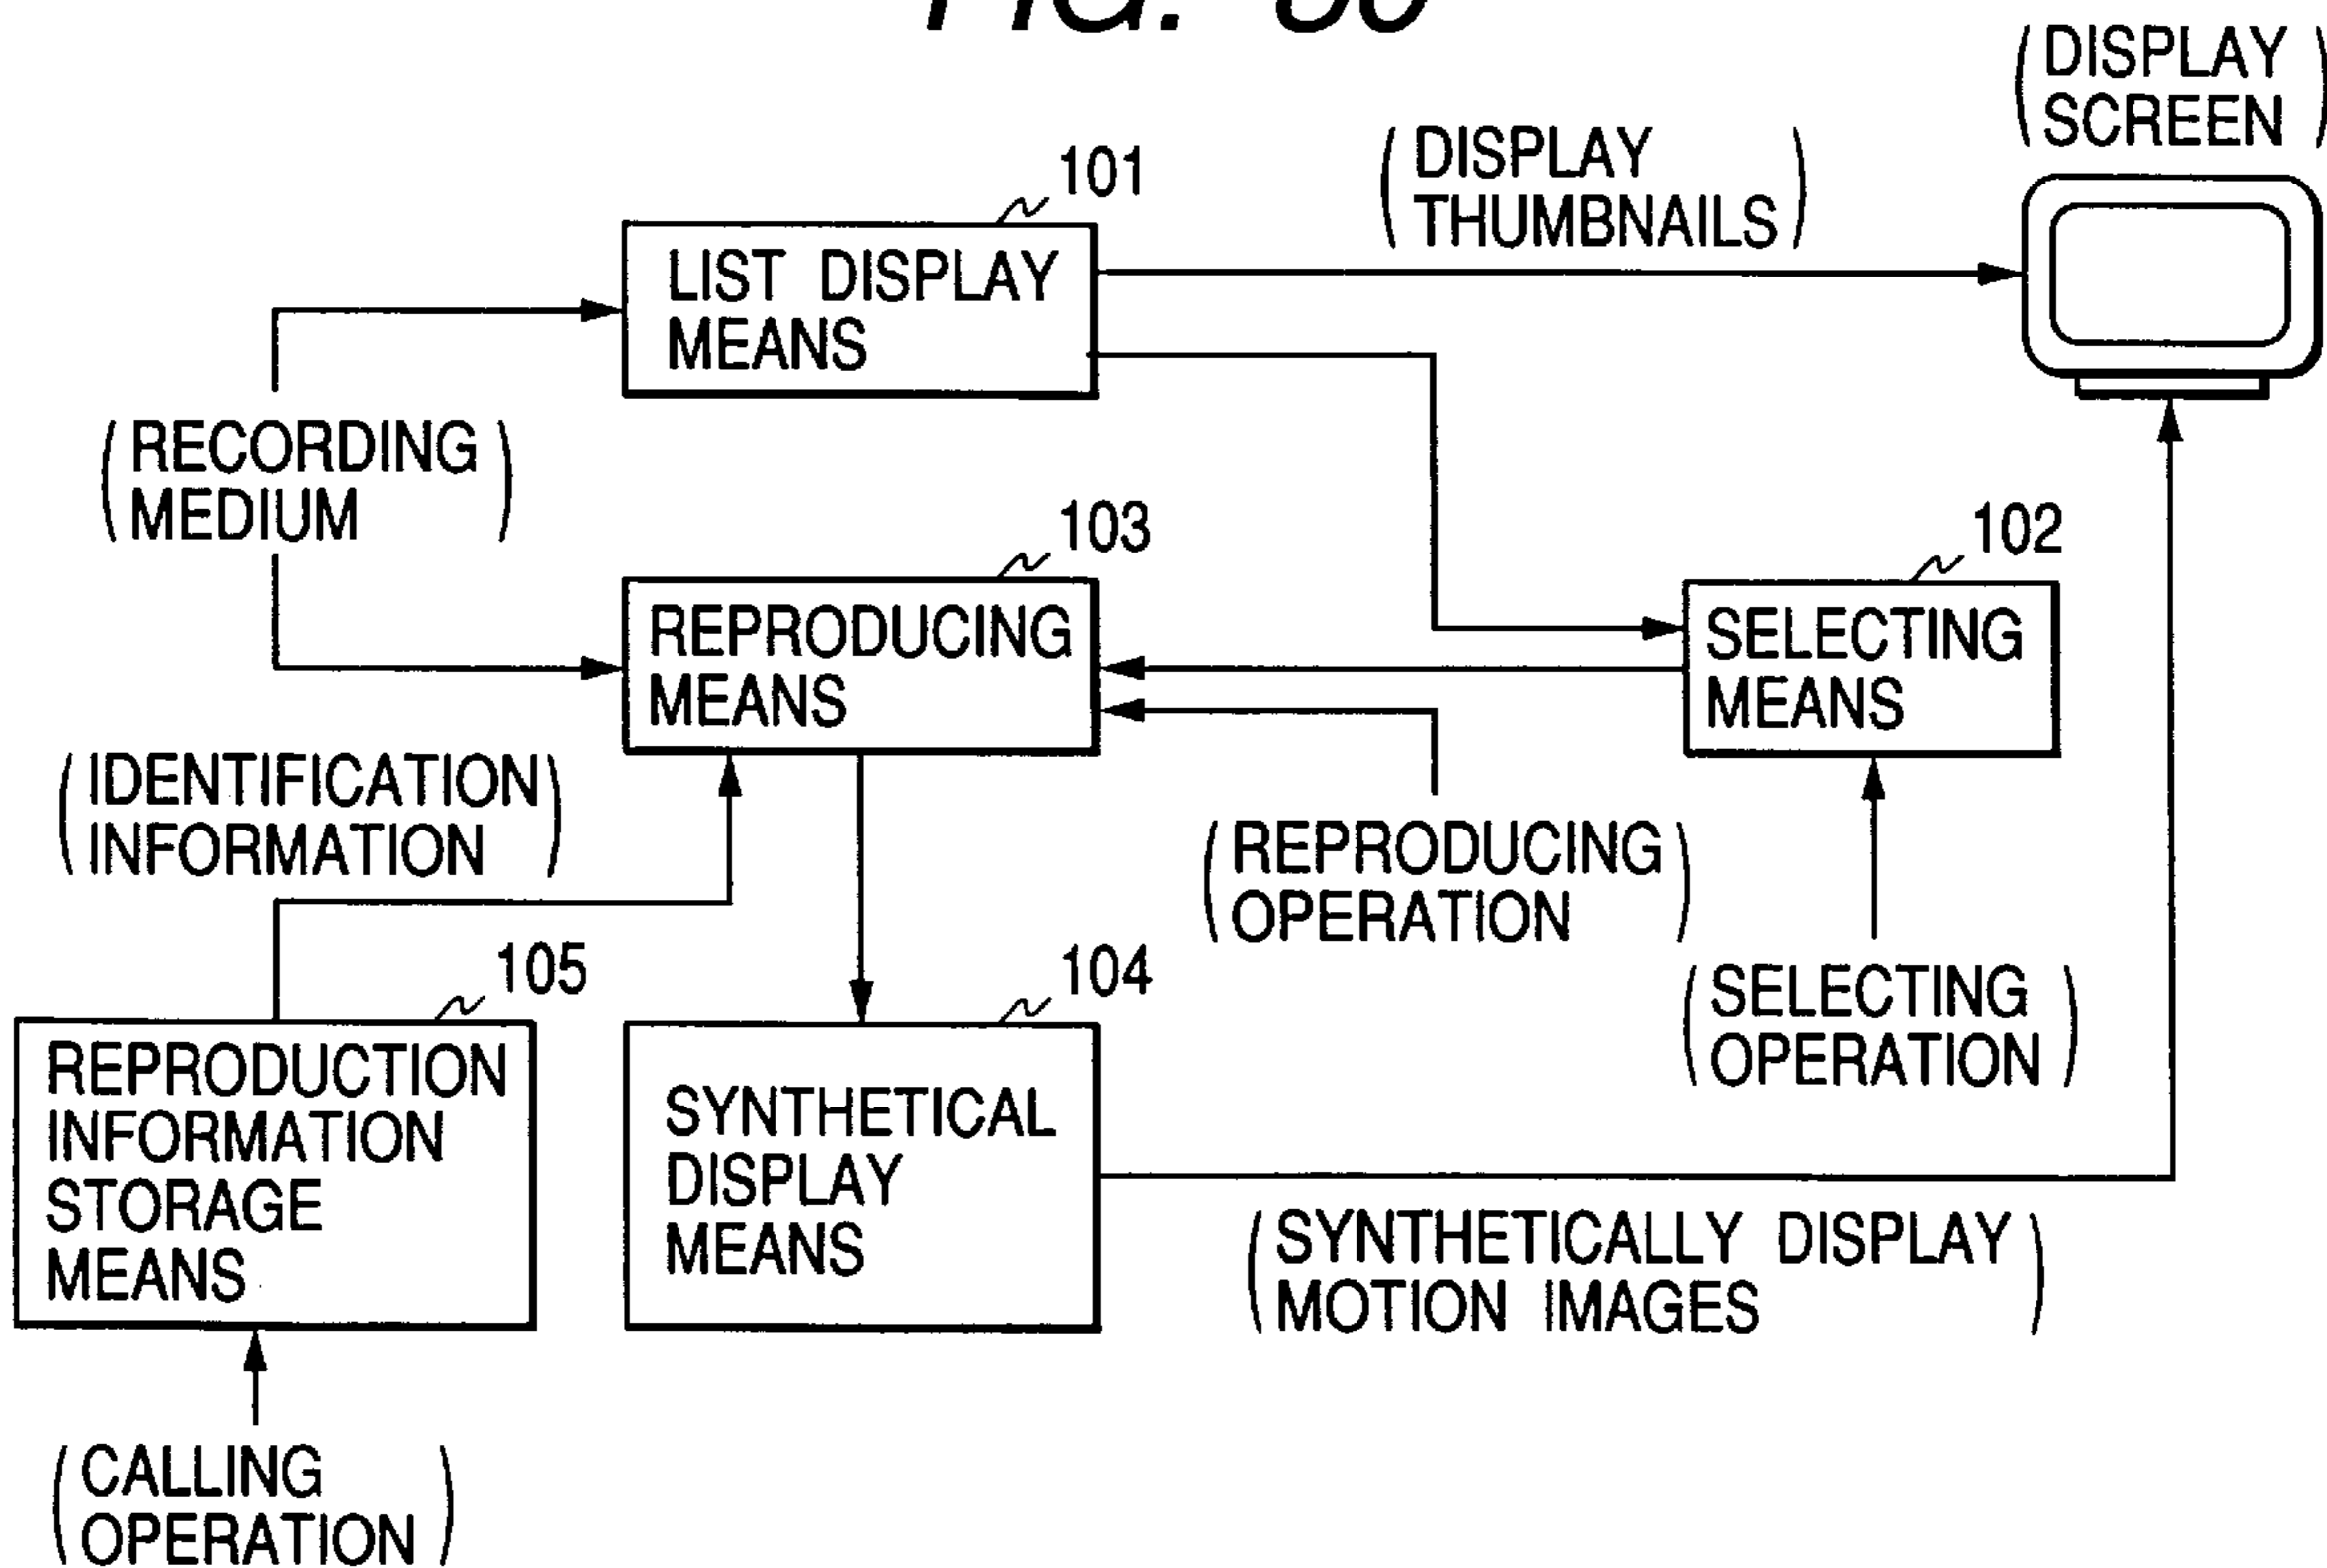 (DISPLAY
SCREEN)
101
(DISPLAY
THUMBNAILS)
LIST DISPLAY
MEANS
(RECORDING
MEDIUM)
103
102
REPRODUCING
MEANS
SELECTING
MEANS
(IDENTIFICATION
INFORMATION)
(REPRODUCING
OPERATION)
105
104
(SELECTING
OPERATION)
REPRODUCTION
INFORMATION
STORAGE
MEANS
SYNTHETICAL
DISPLAY
MEANS
(SYNTHETICALLY DISPLAY
MOTION IMAGES)
(CALLING
OPERATION)